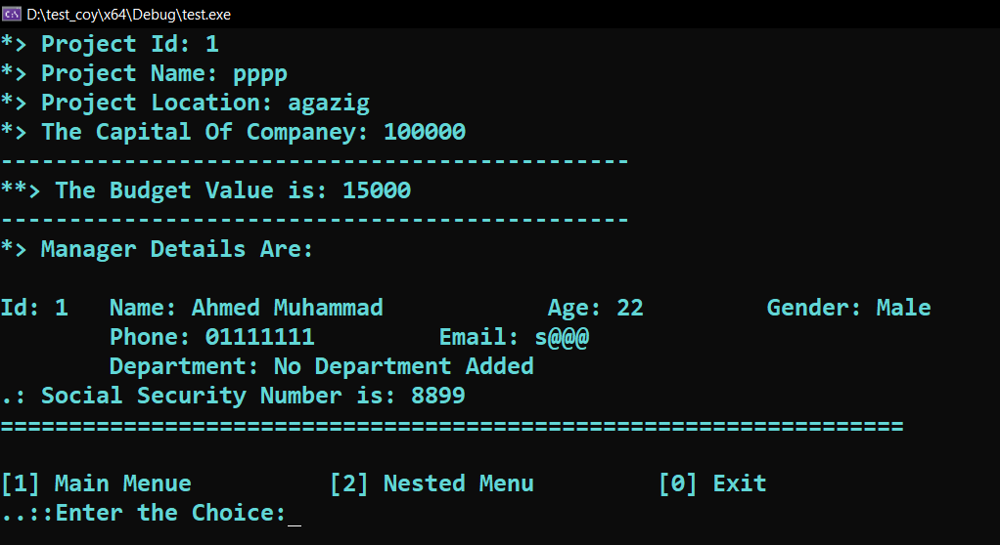 D:\test_coy\x64\Debug\test.exe
*> Project Id: 1
*> Project Name: pppp
*> Project Location: agazig
*> The Capital Of Companey: 100000
----------------------------------------------
**> The Budget Value is: 15000
----------------------------------------------
*> Manager Details Are:
Id: 1 Name: Ahmed Muhammad Age: 22 Gender: Male
Phone: 01111111 Email: s@@@
Department: No Department Added
.: Social Security Number is: 8899
==================================================================
[1] Main Menue [2] Nested Menu [0] Exit
..::Enter the Choice:_